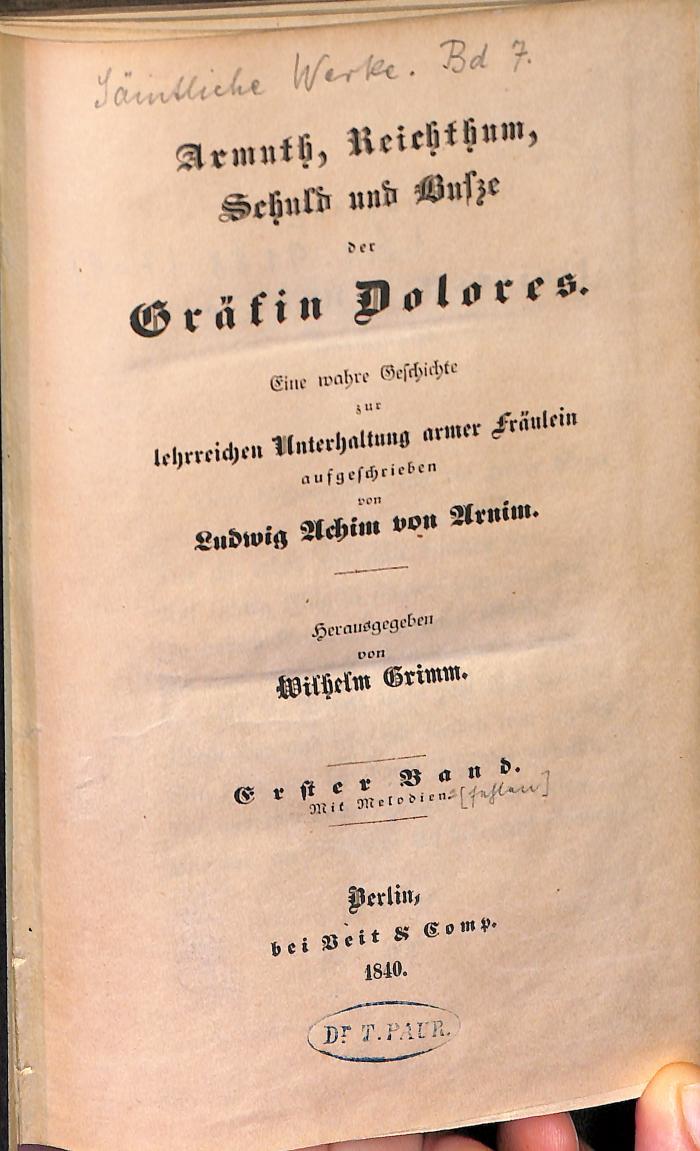 Sämtliche Werke. Bd 7.
Armuth, Reichthum,
Schuld und Buſze
der
Gräfin Dolores.
Eine wahre Geſchichte
zur
lehrreichen Unterhaltung armer Fräulein
aufgeſchrieben
von
Ludwig Achim von Arnim.
Herausgegeben
von
Wilhelm Grimm.
Erſter Band.
Mit Melodien. [fehlen]
Berlin,
bei Veit & Comp.
1840.
Dr T. PAUR.